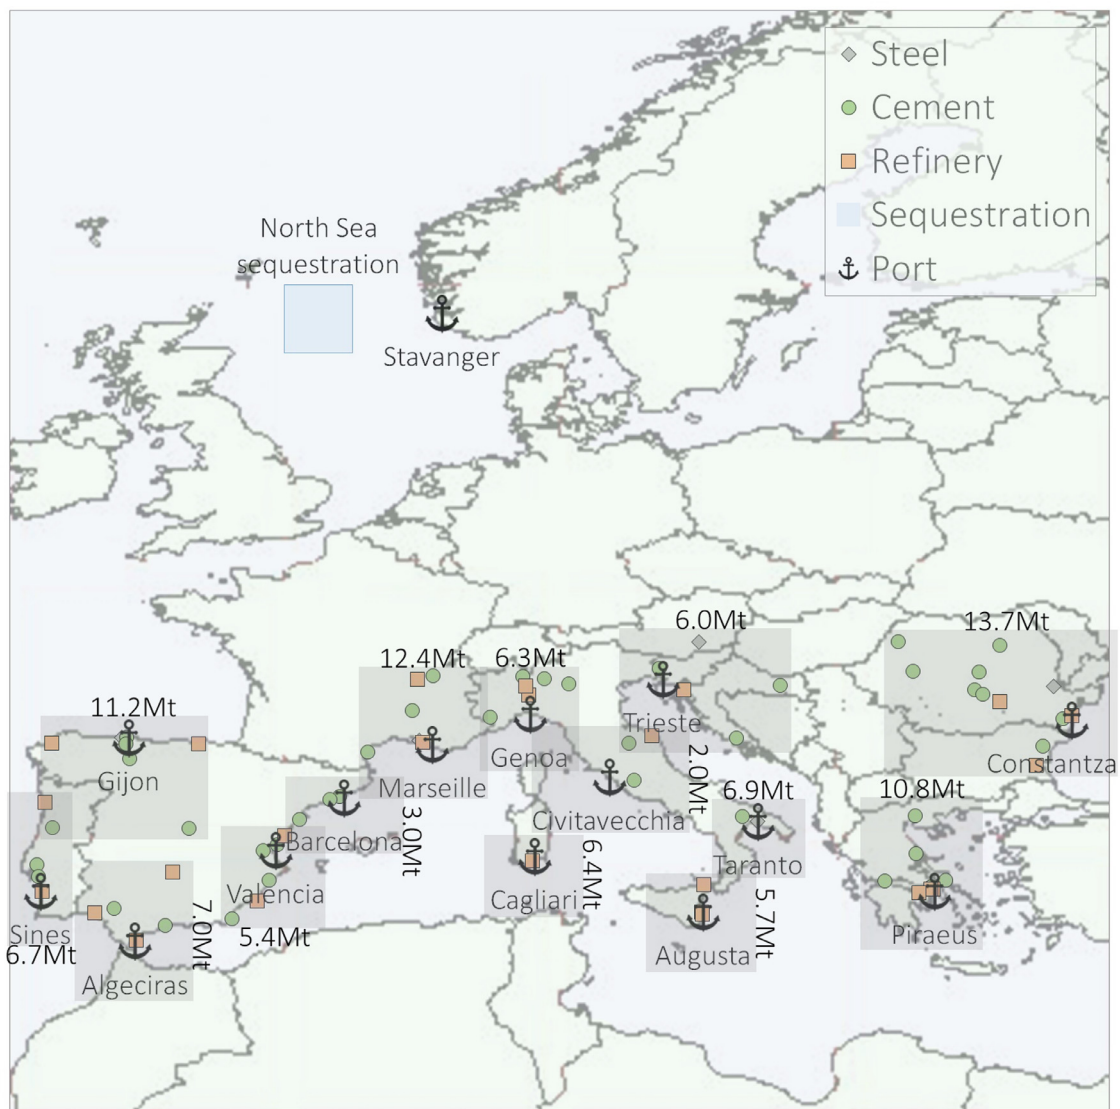 Steel
Cement
Refinery
Sequestration
Port
North Sea
sequestration
Stavanger
6.0Mt
13.7Mt
12.4Mt
6.3Mt
11.2Mt
Trieste
Gijon
Genoa
Constantza
Marseille
2.0Mt
6.9Mt
10.8Mt
Civitavecchia
3.0Mt
Barcelona
Taranto
Valencia
Cagliari
6.4Mt
5.7Mt
Sines
6.7Mt
7.0Mt
5.4Mt
Piraeus
Augusta
Algeciras